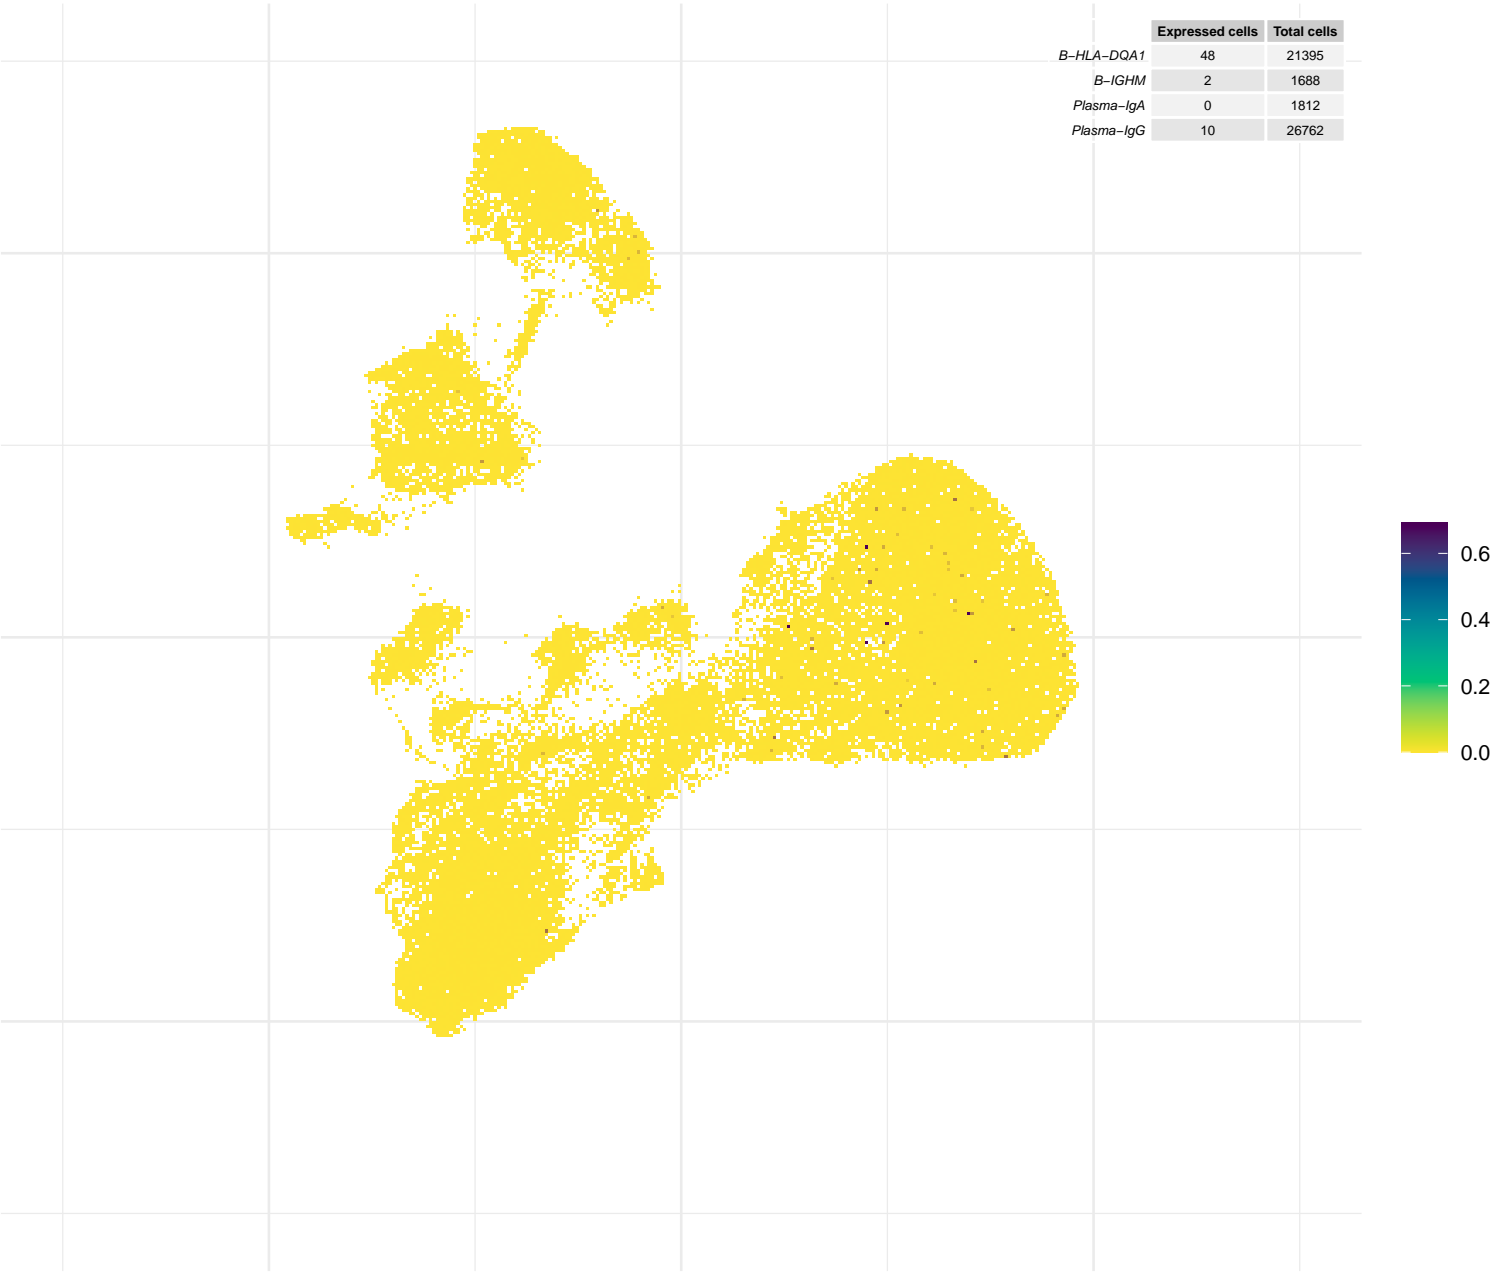 Expressed cells Total cells
B−HLA−DQA1 48 21395
B−IGHM 2 1688
Plasma−IgA 0 1812
Plasma−IgG 10 26762
0.6
0.4
0.2
0.0